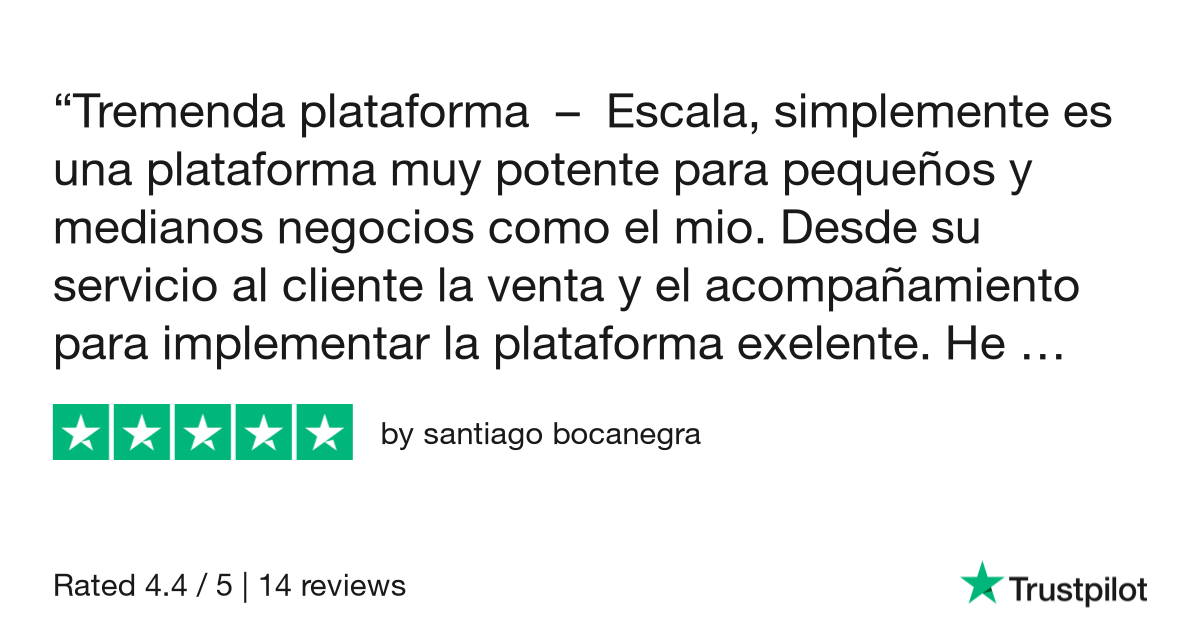 “Tremenda plataforma – Escala, simplemente es
una plataforma muy potente para pequeños y
medianos negocios como el mio. Desde su
servicio al cliente la venta y el acompañamiento
para implementar la plataforma exelente. He …
by santiago bocanegra
Rated 4.4 / 5 | 14 reviews
Trustpilot